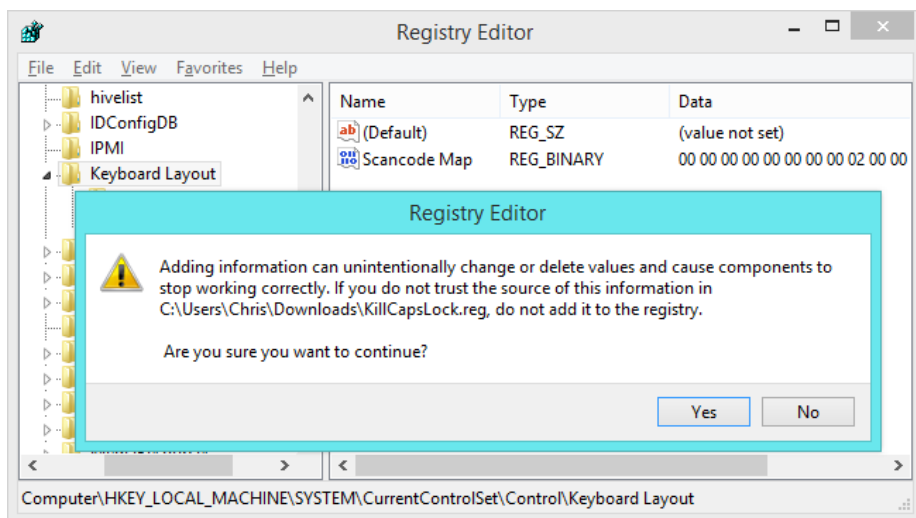 Registry Editor
File Edit View Favorites Help
hivelist
IDConfigDB
IPMI
Keyboard Layout
Name Type Data
(Default) REG_SZ (value not set)
Scancode Map REG_BINARY 00 00 00 00 00 00 00 00 02 00 00
Registry Editor
Adding information can unintentionally change or delete values and cause components to
stop working correctly. If you do not trust the source of this information in
C:\Users\Chris\Downloads\KillCapsLock.reg, do not add it to the registry.
Are you sure you want to continue?
Yes No
Computer\HKEY_LOCAL_MACHINE\SYSTEM\CurrentControlSet\Control\Keyboard Layout